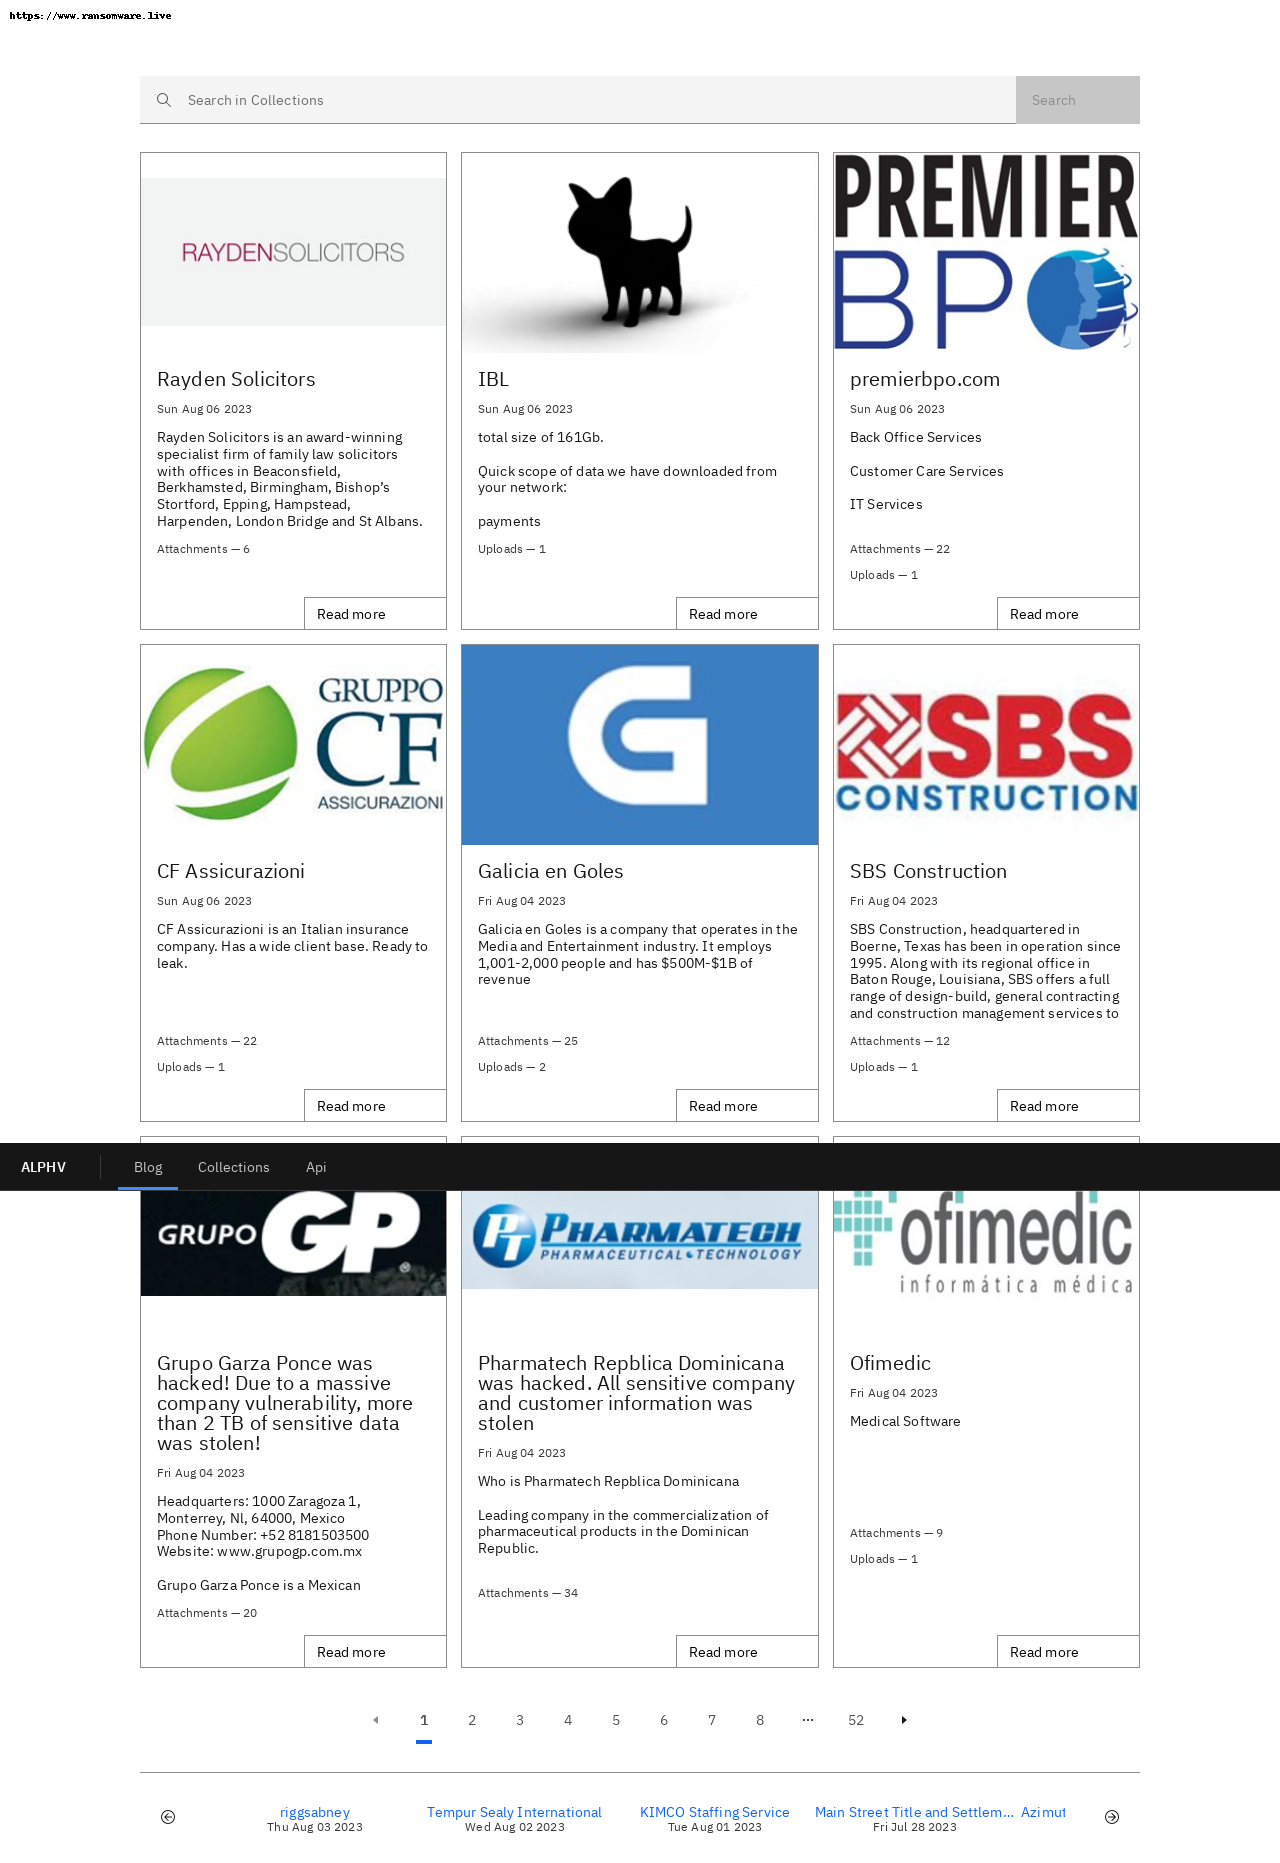 https://www.ransomware.live
Search in Collections
Search
RAYDENSOLICITORS
Rayden Solicitors
Sun Aug 06 2023
Rayden Solicitors is an award-winning
specialist firm of family law solicitors
with offices in Beaconsfield,
Berkhamsted, Birmingham, Bishop’s
Stortford, Epping, Hampstead,
Harpenden, London Bridge and St Albans.
Attachments — 6
Read more
IBL
Sun Aug 06 2023
total size of 161Gb.
Quick scope of data we have downloaded from
your network:
payments
Uploads — 1
Read more
PREMIER
BPO
premierbpo.com
Sun Aug 06 2023
Back Office Services
Customer Care Services
IT Services
Attachments — 22
Uploads — 1
Read more
GRUPPO
CF
ASSICURAZIONI
CF Assicurazioni
Sun Aug 06 2023
CF Assicurazioni is an Italian insurance
company. Has a wide client base. Ready to
leak.
Attachments — 22
Uploads — 1
Read more
G
Galicia en Goles
Fri Aug 04 2023
Galicia en Goles is a company that operates in the
Media and Entertainment industry. It employs
1,001-2,000 people and has $500M-$1B of
revenue
Attachments — 25
Uploads — 2
Read more
SBS
CONSTRUCTION
SBS Construction
Fri Aug 04 2023
SBS Construction, headquartered in
Boerne, Texas has been in operation since
1995. Along with its regional office in
Baton Rouge, Louisiana, SBS offers a full
range of design-build, general contracting
and construction management services to
Attachments — 12
Uploads — 1
Read more
ALPHV
Blog
Collections
Api
GRUPO GP
Grupo Garza Ponce was
hacked! Due to a massive
company vulnerability, more
than 2 TB of sensitive data
was stolen!
Fri Aug 04 2023
Headquarters: 1000 Zaragoza 1,
Monterrey, Nl, 64000, Mexico
Phone Number: +52 8181503500
Website: www.grupogp.com.mx
Grupo Garza Ponce is a Mexican
Attachments — 20
Read more
PT PHARMATECH
PHARMACEUTICAL • TECHNOLOGY
Pharmatech Repblica Dominicana
was hacked. All sensitive company
and customer information was
stolen
Fri Aug 04 2023
Who is Pharmatech Repblica Dominicana
Leading company in the commercialization of
pharmaceutical products in the Dominican
Republic.
Attachments — 34
Read more
ofimedic
informática médica
Ofimedic
Fri Aug 04 2023
Medical Software
Attachments — 9
Uploads — 1
Read more
1 2 3 4 5 6 7 8 ... 52
riggsabney
Thu Aug 03 2023
Tempur Sealy International
Wed Aug 02 2023
KIMCO Staffing Service
Tue Aug 01 2023
Main Street Title and Settlem...
Fri Jul 28 2023
Azimut